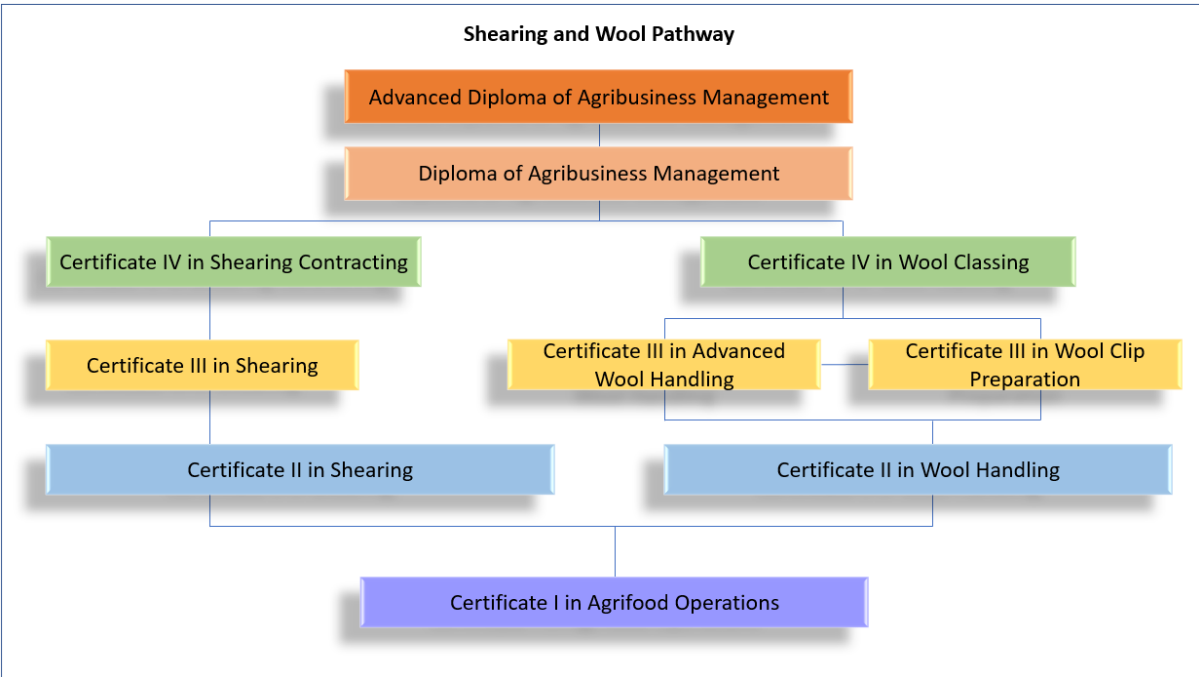 Shearing and Wool Pathway
Advanced Diploma of Agribusiness Management
Diploma of Agribusiness Management
Certificate IV in Shearing Contracting
Certificate IV in Wool Classing
Certificate III in Shearing
Certificate III in Advanced
Wool Handling
Certificate III in Wool Clip
Preparation
Certificate II in Shearing
Certificate II in Wool Handling
Certificate I in Agrifood Operations